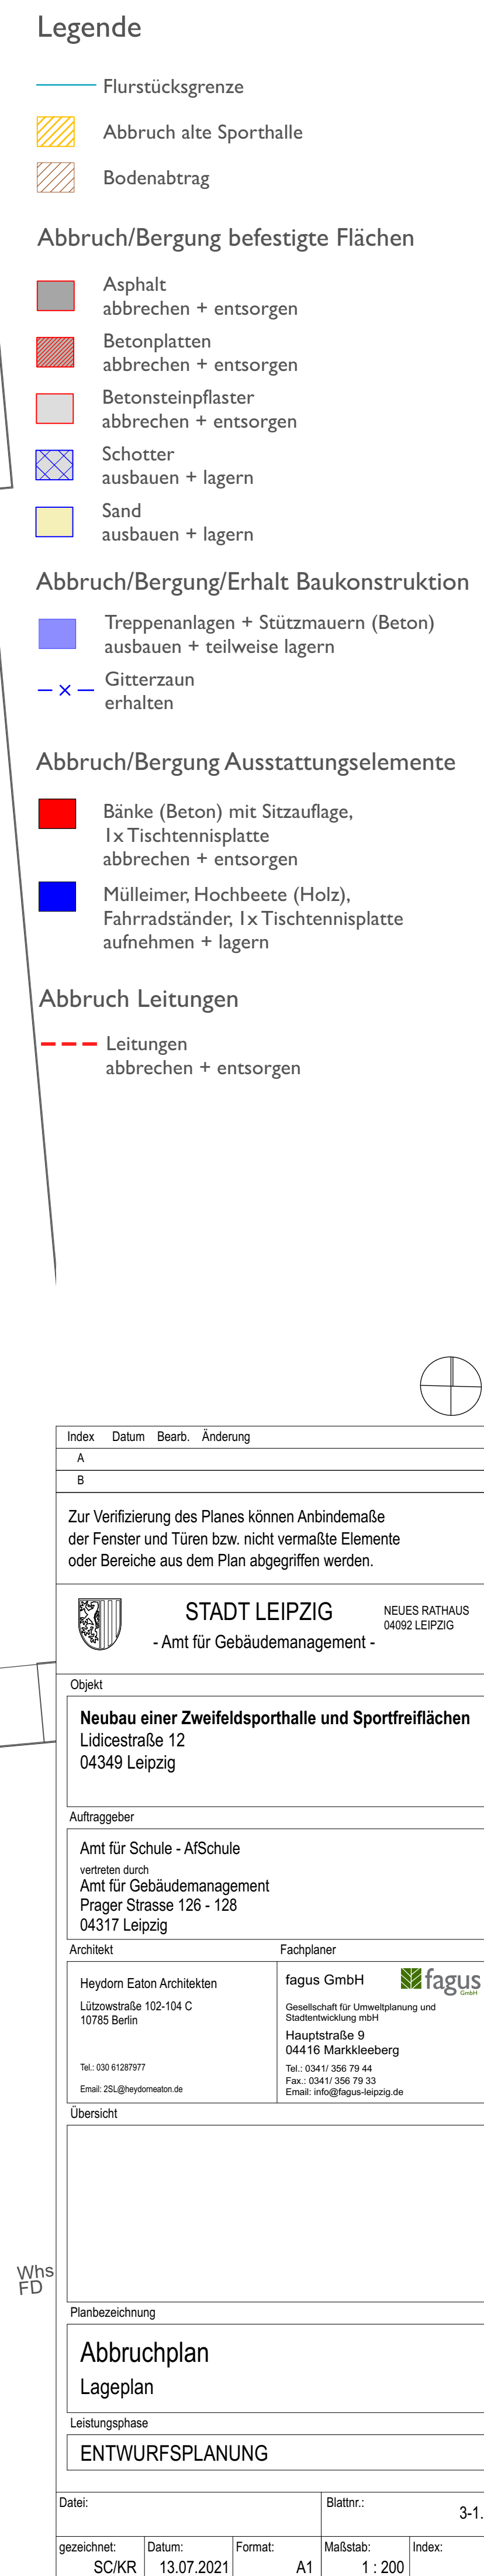 Legende
Flurstücksgrenze
Abbruch alte Sporthalle
Bodenabtrag
Abbruch/Bergung befestigte Flächen
Asphalt
abbrechen + entsorgen
Betonplatten
abbrechen + entsorgen
Betonsteinpflaster
abbrechen + entsorgen
Schotter
ausbauen + lagern
Sand
ausbauen + lagern
Abbruch/Bergung/Erhalt Baukonstruktion
Treppenanlagen + Stützmauern (Beton)
ausbauen + teilweise lagern
Gitterzaun
erhalten
Abbruch/Bergung Ausstattungselemente
Bänke (Beton) mit Sitzauflage,
1x Tischtennisplatte
abbrechen + entsorgen
Mülleimer, Hochbeete (Holz),
Fahrradständer, 1x Tischtennisplatte
aufnehmen + lagern
Abbruch Leitungen
Leitungen
abbrechen + entsorgen
Index Datum Bearb. Änderung
A
B
Zur Verifizierung des Planes können Anbindemaße
der Fenster und Türen bzw. nicht vermaßte Elemente
oder Bereiche aus dem Plan abgegriffen werden.
STADT LEIPZIG
- Amt für Gebäudemanagement -
NEUES RATHAUS
04092 LEIPZIG
Objekt
Neubau einer Zweifeldsporthalle und Sportfreiflächen
Lidicestraße 12
04349 Leipzig
Auftraggeber
Amt für Schule - AfSchule
vertreten durch
Amt für Gebäudemanagement
Prager Strasse 126 - 128
04317 Leipzig
Architekt
Heydorn Eaton Architekten
Lützowstraße 102-104 C
10785 Berlin
Tel.: 030 61287977
Email: 2SL@heydorneaton.de
Fachplaner
fagus GmbH
fagus
GmbH
Gesellschaft für Umweltplanung und
Stadtentwicklung mbH
Hauptstraße 9
04416 Markkleeberg
Tel.: 0341/ 356 79 44
Fax.: 0341/ 356 79 33
Email: info@fagus-leipzig.de
Übersicht
Whs
FD
Planbezeichnung
Abbruchplan
Lageplan
Leistungsphase
ENTWURFSPLANUNG
Datei:
Blattnr.:
3-1.
gezeichnet: Datum: Format: Maßstab: Index:
SC/KR 13.07.2021 A1 1 : 200